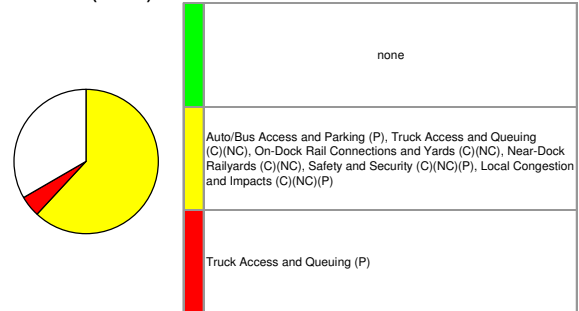 none
Auto/Bus Access and Parking (P), Truck Access and Queuing
(C)(NC), On-Dock Rail Connections and Yards (C)(NC), Near-Dock
Railyards (C)(NC), Safety and Security (C)(NC)(P), Local Congestion
and Impacts (C)(NC)(P)
Truck Access and Queuing (P)